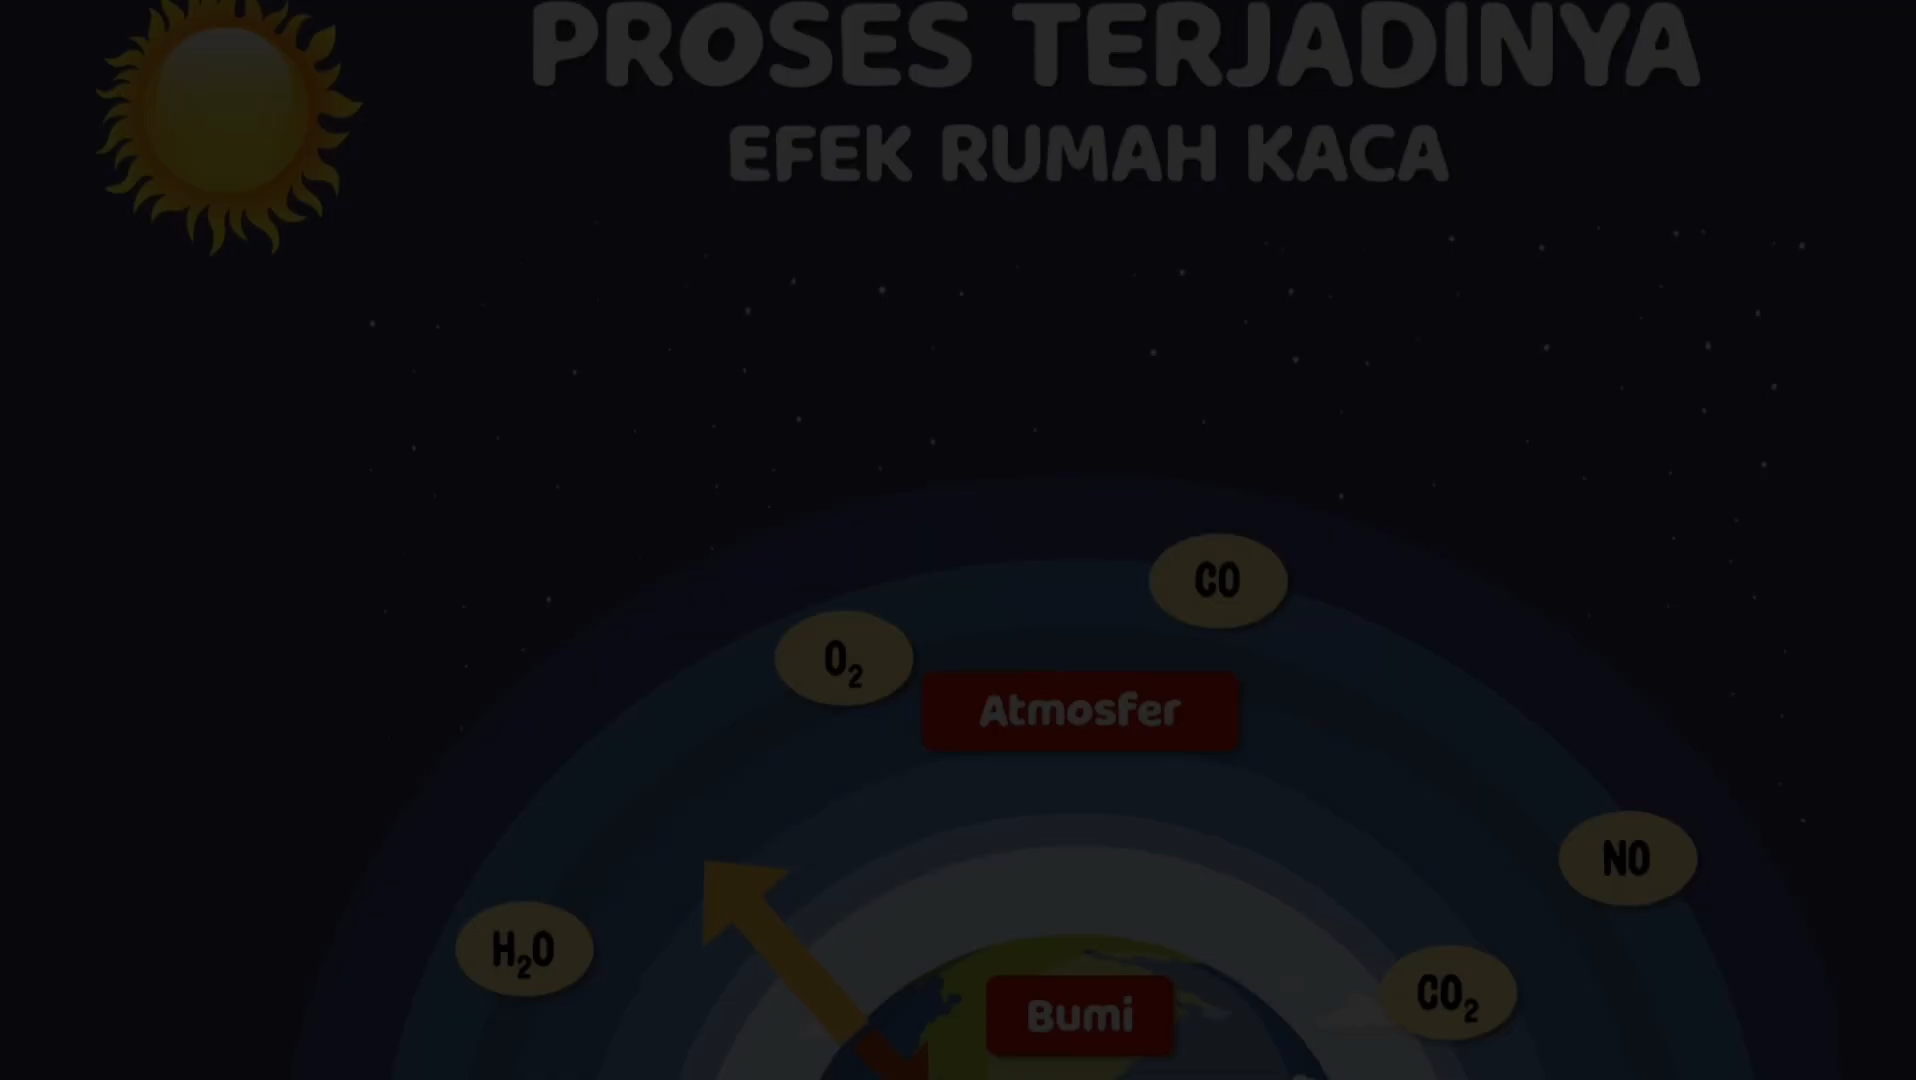 PROSES TERJADINYA
EFEK RUMAH KACA
CO
O₂
Atmosfer
NO
H₂O
CO₂
Bumi